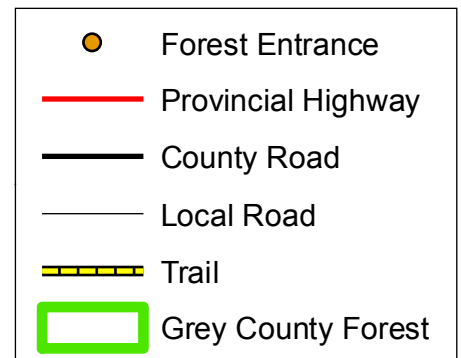 Forest Entrance
Provincial Highway
County Road
Local Road
Trail
Grey County Forest